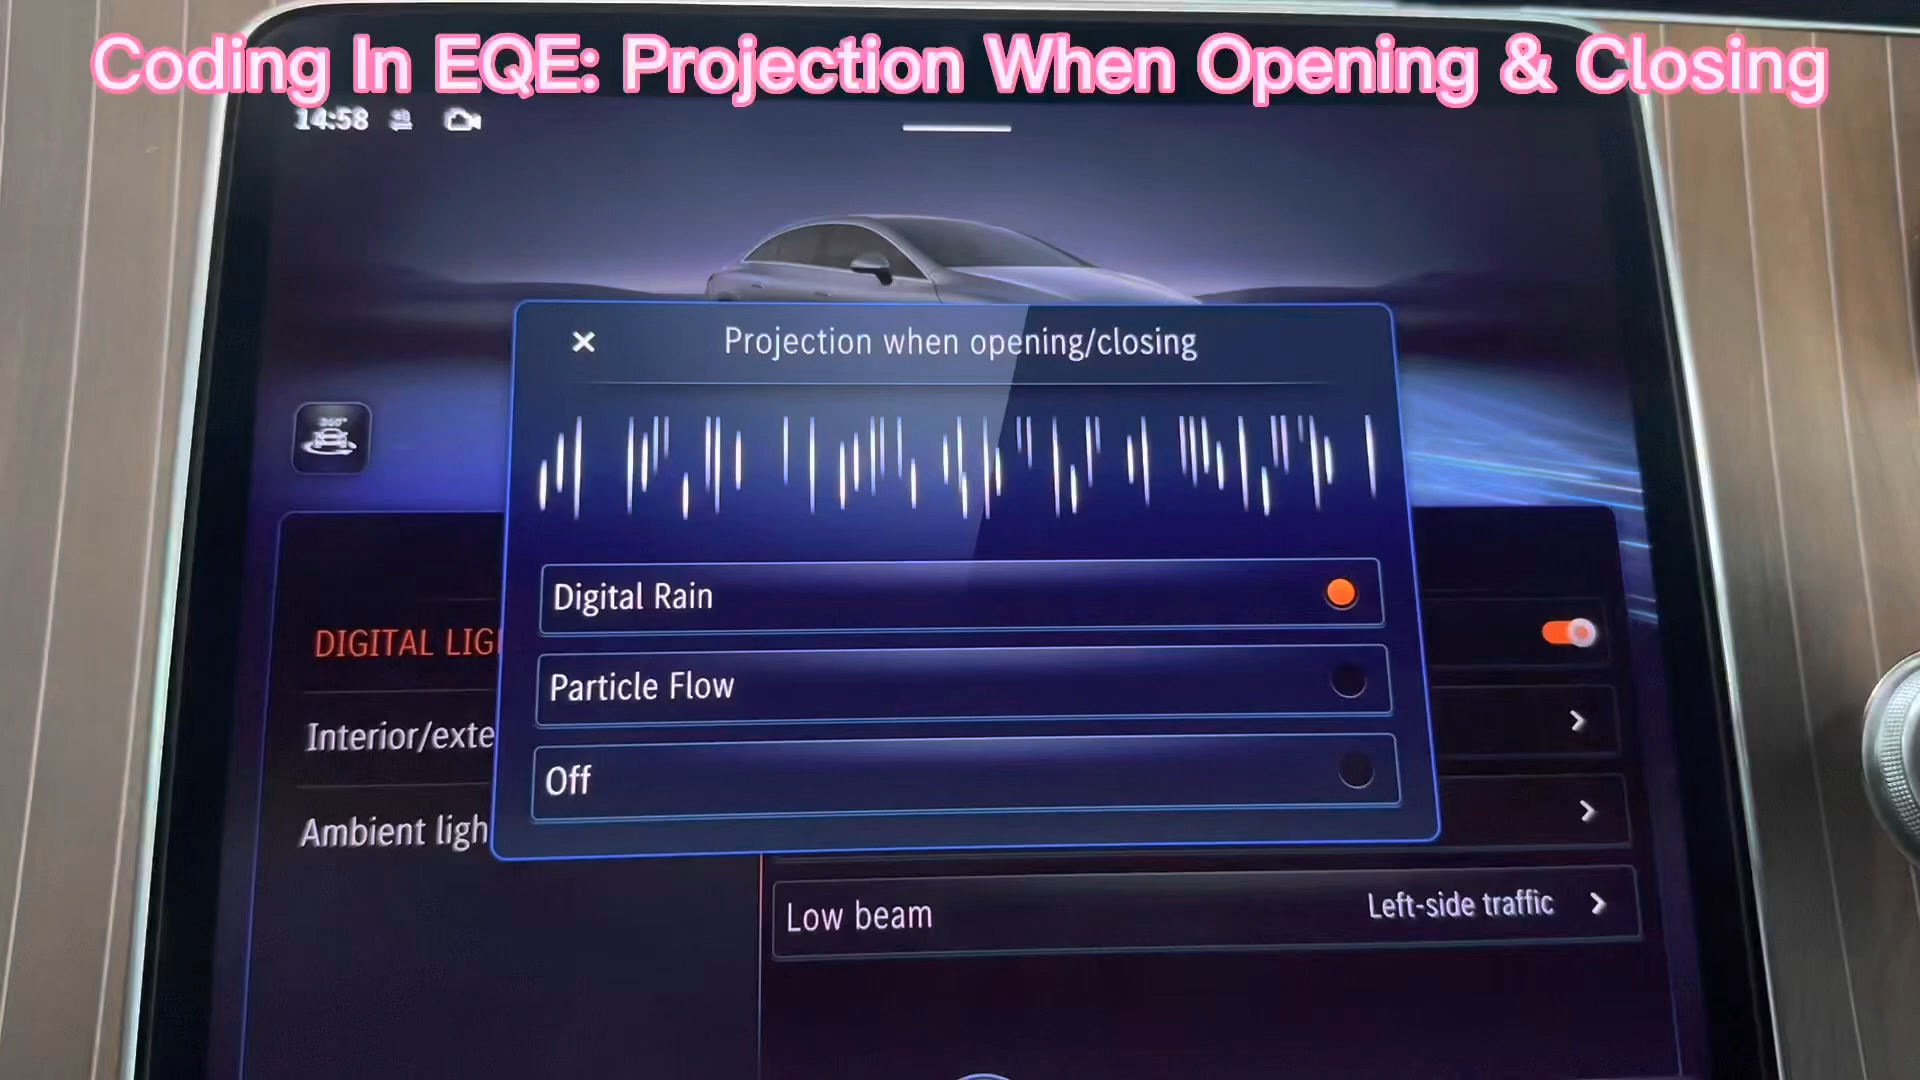 Coding In EQE: Projection When Opening & Closing
14:58
Projection when opening/closing
360°
Digital Rain
DIGITAL LIG
Particle Flow
Interior/exte
Off
Ambient ligh
Low beam
Left-side traffic